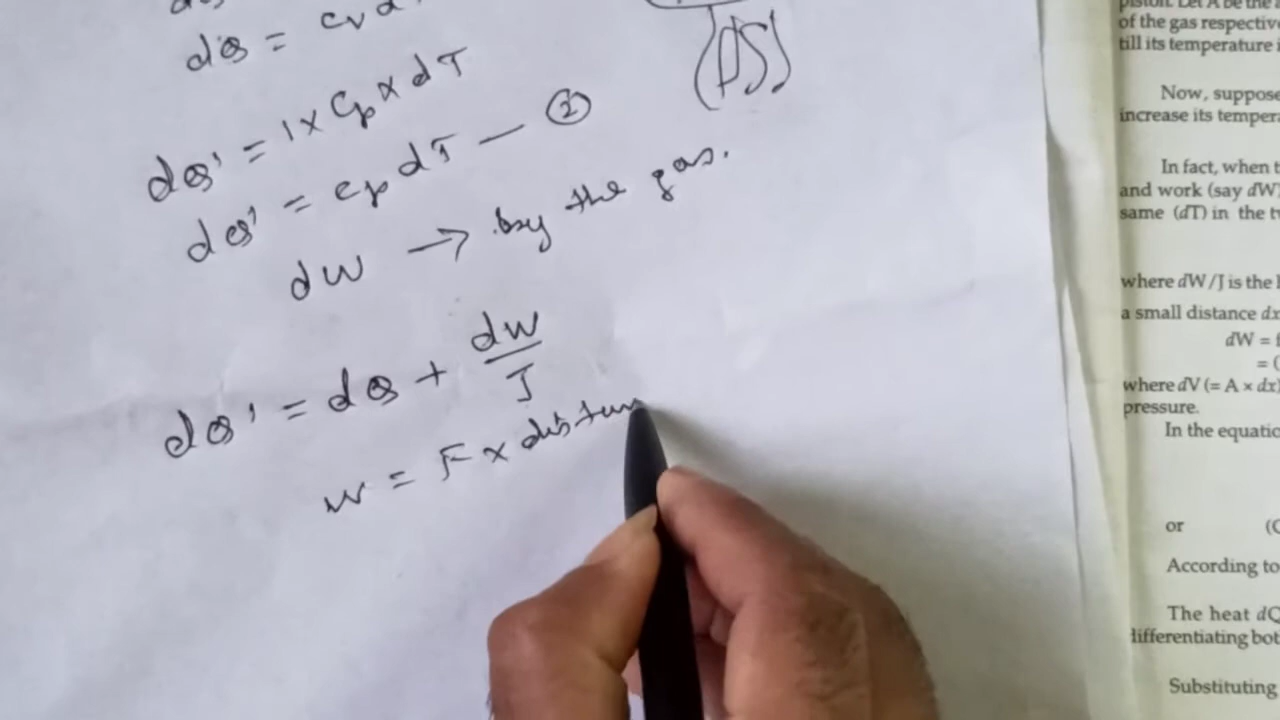 dQ = Cv d
dQ' = 1 × Cp × dT
dQ' = Cp dT — ②
dW → by the gas.
dQ' = dQ + dW/J
W = F × distan
(DS)
piston. Let A be the
of the gas respectiv
till its temperature i
Now, suppose
increase its tempera
In fact, when t
and work (say dW)
same (dT) in the tw
where dW/J is the
a small distance dx
dW = f
= (
where dV (= A × dx)
pressure.
In the equatio
or (C
According to
The heat dQ
differentiating bot
Substituting